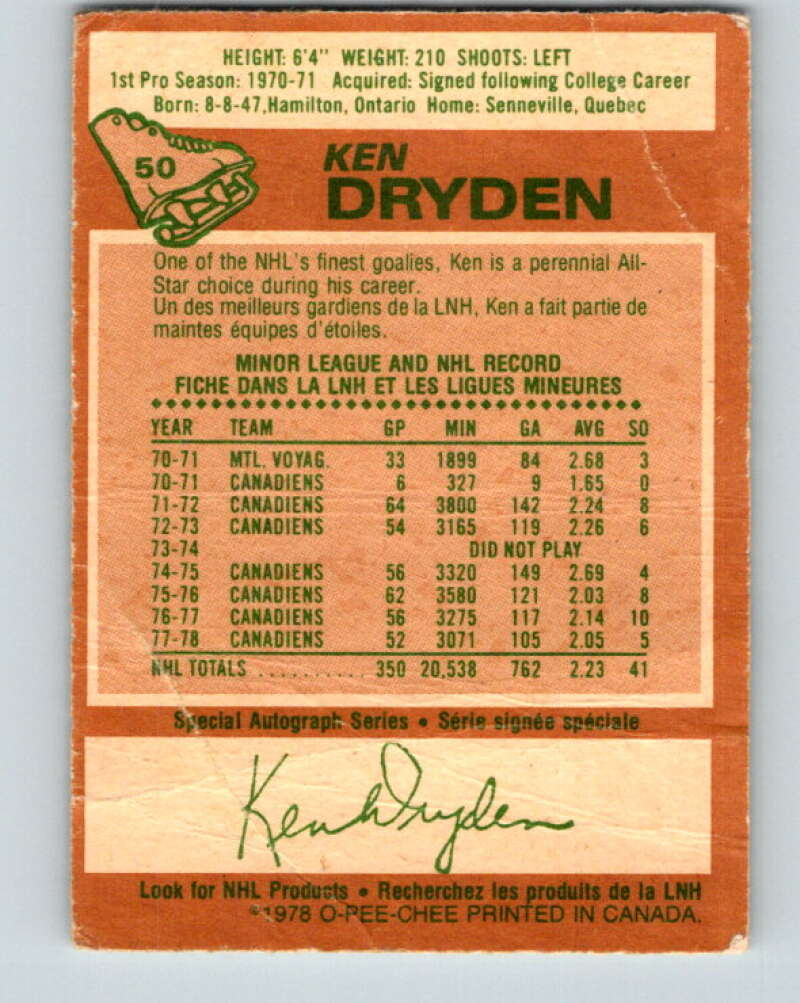 HEIGHT: 6'4" WEIGHT: 210 SHOOTS: LEFT
1st Pro Season: 1970-71 Acquired: Signed following College Career
Born: 8-8-47, Hamilton, Ontario Home: Senneville, Quebec
50
KEN
DRYDEN
One of the NHL's finest goalies, Ken is a perennial All-
Star choice during his career.
Un des meilleurs gardiens de la LNH, Ken a fait partie de
maintes équipes d'étoiles.
MINOR LEAGUE AND NHL RECORD
FICHE DANS LA LNH ET LES LIGUES MINEURES
YEAR TEAM GP MIN GA AVG SO
70-71 MTL. VOYAG. 33 1899 84 2.68 3
70-71 CANADIENS 6 327 9 1.65 0
71-72 CANADIENS 64 3800 142 2.24 8
72-73 CANADIENS 54 3165 119 2.26 6
73-74 DID NOT PLAY
74-75 CANADIENS 56 3320 149 2.69 4
75-76 CANADIENS 62 3580 121 2.03 8
76-77 CANADIENS 56 3275 117 2.14 10
77-78 CANADIENS 52 3071 105 2.05 5
NHL TOTALS .......... 350 20,538 762 2.23 41
Special Autograph Series • Série signée spéciale
Ken Dryden
Look for NHL Products • Recherchez les produits de la LNH
©1978 O-PEE-CHEE PRINTED IN CANADA.